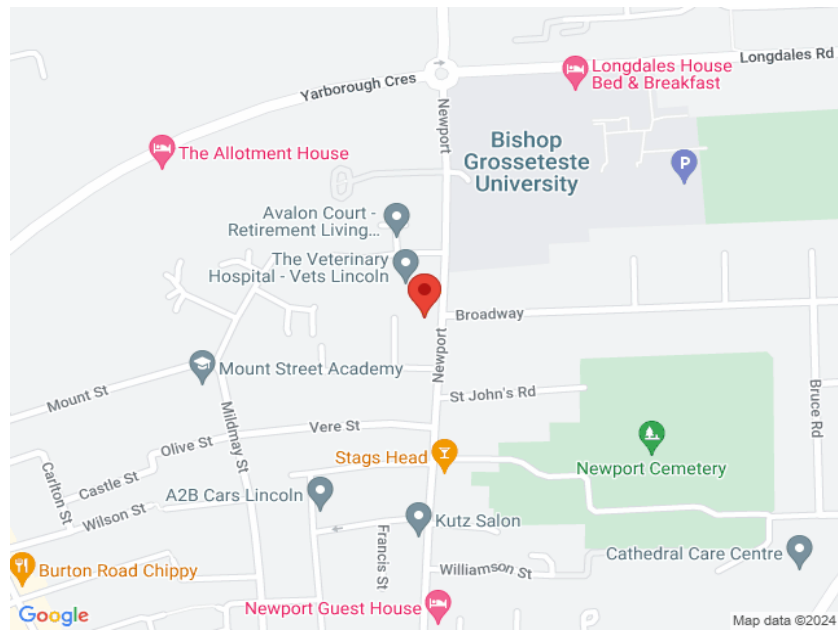 Longdales Rd
Longdales House
Bed & Breakfast
Yarborough Cres
Newport
Bishop
Grosseteste
University
P
The Allotment House
Avalon Court -
Retirement Living...
The Veterinary
Hospital - Vets Lincoln
Broadway
Newport
Mount Street Academy
Mount St
Mildmay St
St John's Rd
Bruce Rd
Vere St
Olive St
Stags Head
Newport Cemetery
Castle St
Carlton St
A2B Cars Lincoln
Wilson St
Kutz Salon
Francis St
Cathedral Care Centre
Williamson St
Burton Road Chippy
Newport Guest House
Google
Map data ©2024